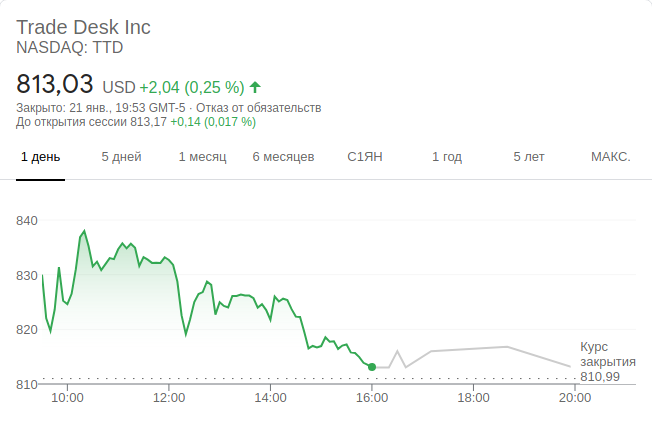 Trade Desk Inc
NASDAQ: TTD
813,03 USD +2,04 (0,25 %)
Закрыто: 21 янв., 19:53 GMT-5 · Отказ от обязательств
До открытия сессии 813,17 +0,14 (0,017 %)
1 день 5 дней 1 месяц 6 месяцев С1ЯН 1 год 5 лет МАКС.
840
830
820
810
Курс
закрытия
810,99
10:00 12:00 14:00 16:00 18:00 20:00